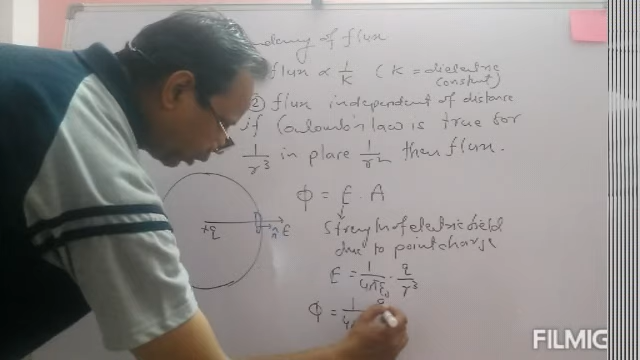 of flux
flux ∝ 1/K ( K = dielectric
constant)
② flux independent of distance
if Coulomb's law is true for
1/r³ in place 1/r² then flux.
ϕ = E . A
Strength of electric field
due to point charge
E = 1/4πε₀ . q/r³
ϕ = 1/4π
+q
n̂ E
FILMIG